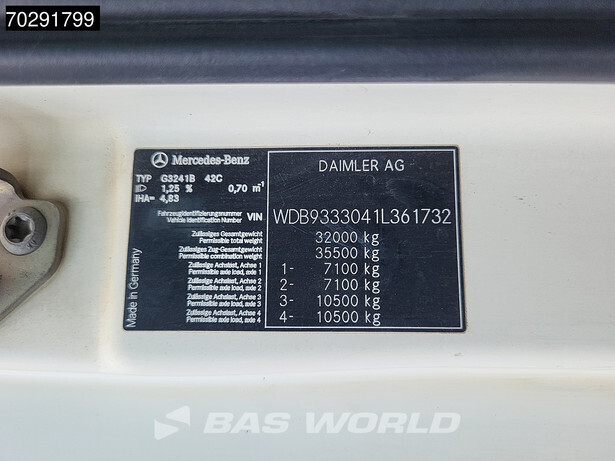 70291799
Mercedes-Benz
DAIMLER AG
TYP G3241B 42C
1,25 % 0,70 m⁻¹
IHA= 4,83
Fahrzeugidentifizierungsnummer
Vehicle Identification Number VIN WDB9333041L361732
Zulässiges Gesamtgewicht
Permissible total weight 32000 kg
Zulässiges Zug-Gesamtgewicht
Permissible combination weight 35500 kg
Zulässige Achslast, Achse 1
Permissible axle load, axle 1 1- 7100 kg
Zulässige Achslast, Achse 2
Permissible axle load, axle 2 2- 7100 kg
Zulässige Achslast, Achse 3
Permissible axle load, axle 3 3- 10500 kg
Zulässige Achslast, Achse 4
Permissible axle load, axle 4 4- 10500 kg
Made in Germany
BAS WORLD